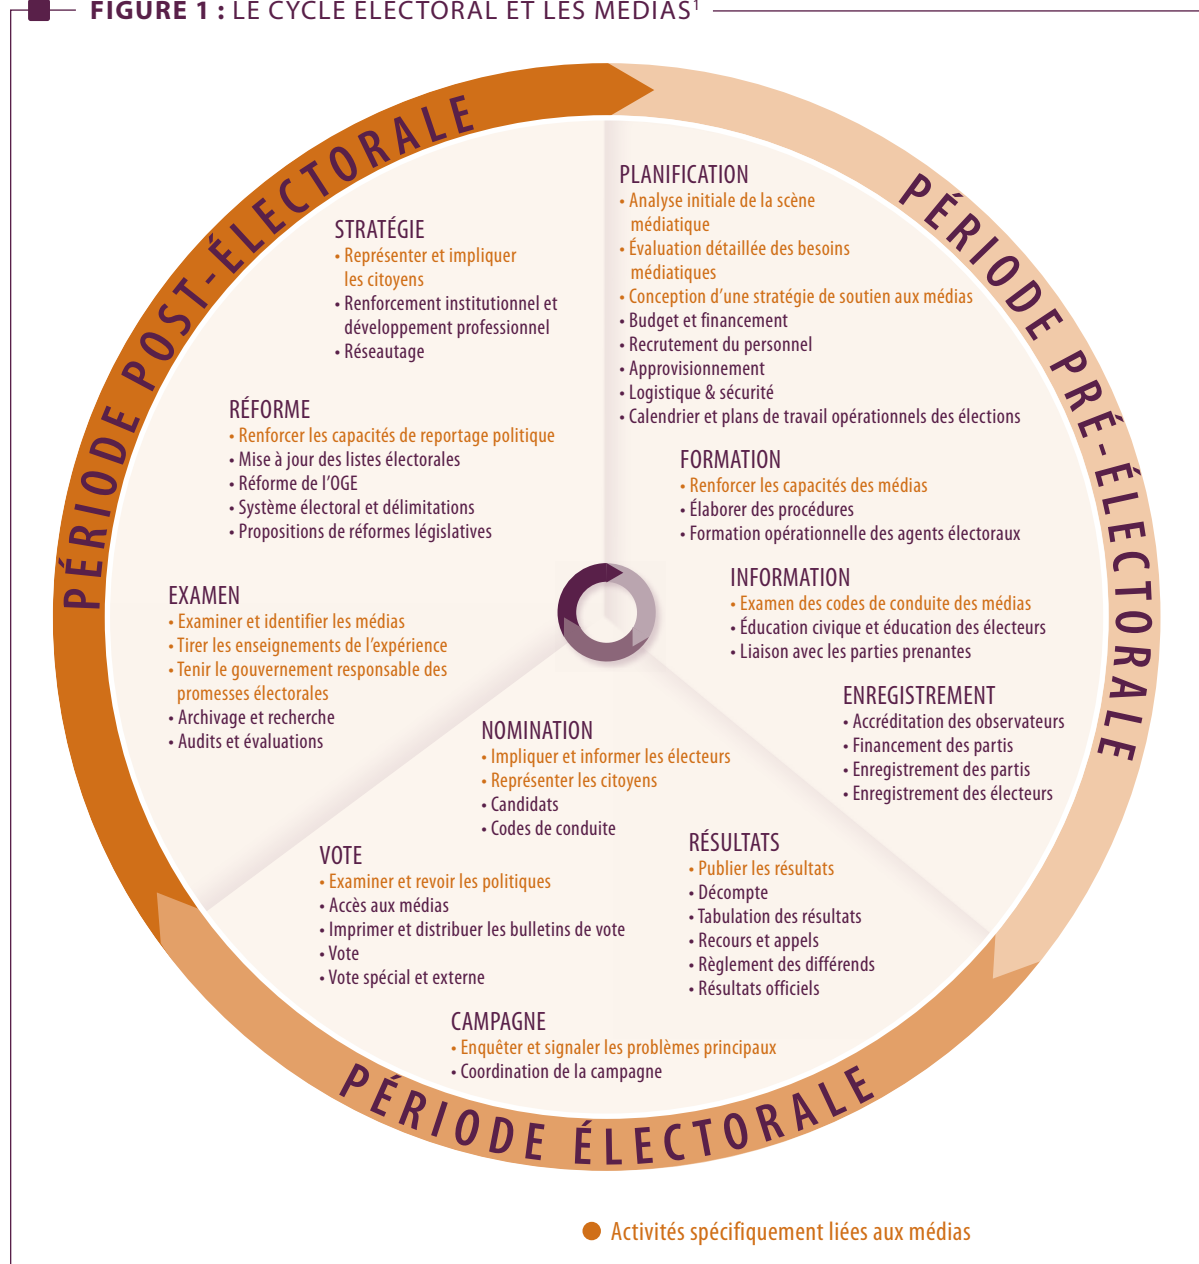 FIGURE 1 : LE CYCLE ÉLECTORAL ET LES MÉDIAS¹
PÉRIODE PRÉ-ÉLECTORALE
PLANIFICATION
• Analyse initiale de la scène
médiatique
• Évaluation détaillée des besoins
médiatiques
• Conception d’une stratégie de soutien aux médias
• Budget et financement
• Recrutement du personnel
• Approvisionnement
• Logistique & sécurité
• Calendrier et plans de travail opérationnels des élections
FORMATION
• Renforcer les capacités des médias
• Élaborer des procédures
• Formation opérationnelle des agents électoraux
INFORMATION
• Examen des codes de conduite des médias
• Éducation civique et éducation des électeurs
• Liaison avec les parties prenantes
ENREGISTREMENT
• Accréditation des observateurs
• Financement des partis
• Enregistrement des partis
• Enregistrement des électeurs
PÉRIODE ÉLECTORALE
NOMINATION
• Impliquer et informer les électeurs
• Représenter les citoyens
• Candidats
• Codes de conduite
RÉSULTATS
• Publier les résultats
• Décompte
• Tabulation des résultats
• Recours et appels
• Règlement des différends
• Résultats officiels
VOTE
• Examiner et revoir les politiques
• Accès aux médias
• Imprimer et distribuer les bulletins de vote
• Vote
• Vote spécial et externe
CAMPAGNE
• Enquêter et signaler les problèmes principaux
• Coordination de la campagne
PÉRIODE POST-ÉLECTORALE
STRATÉGIE
• Représenter et impliquer
les citoyens
• Renforcement institutionnel et
développement professionnel
• Réseautage
RÉFORME
• Renforcer les capacités de reportage politique
• Mise à jour des listes électorales
• Réforme de l’OGE
• Système électoral et délimitations
• Propositions de réformes législatives
EXAMEN
• Examiner et identifier les médias
• Tirer les enseignements de l’expérience
• Tenir le gouvernement responsable des
promesses électorales
• Archivage et recherche
• Audits et évaluations
● Activités spécifiquement liées aux médias